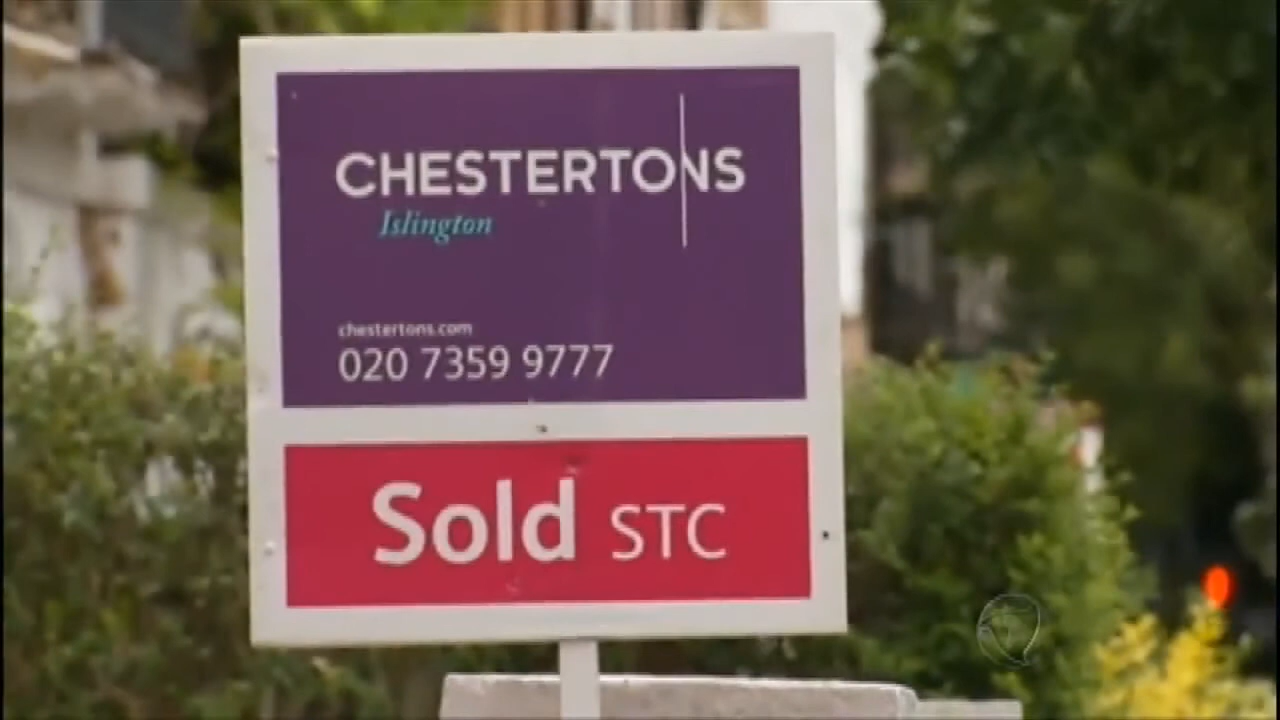 CHESTERTONS
Islington
chestertons.com
020 7359 9777
Sold STC